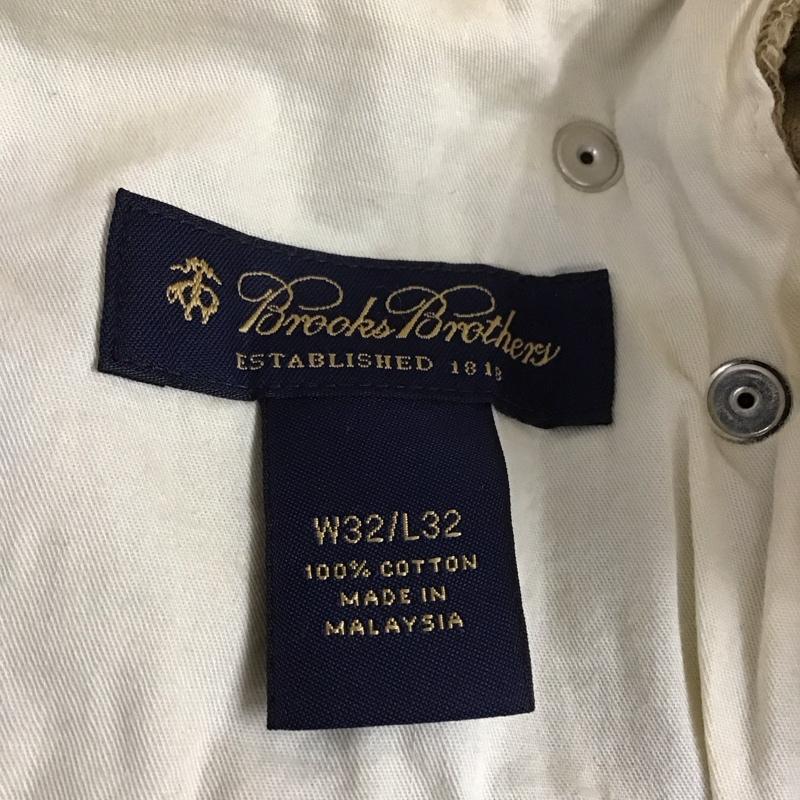 Brooks Brothers
ESTABLISHED 1818
W32/L32
100% COTTON
MADE IN
MALAYSIA